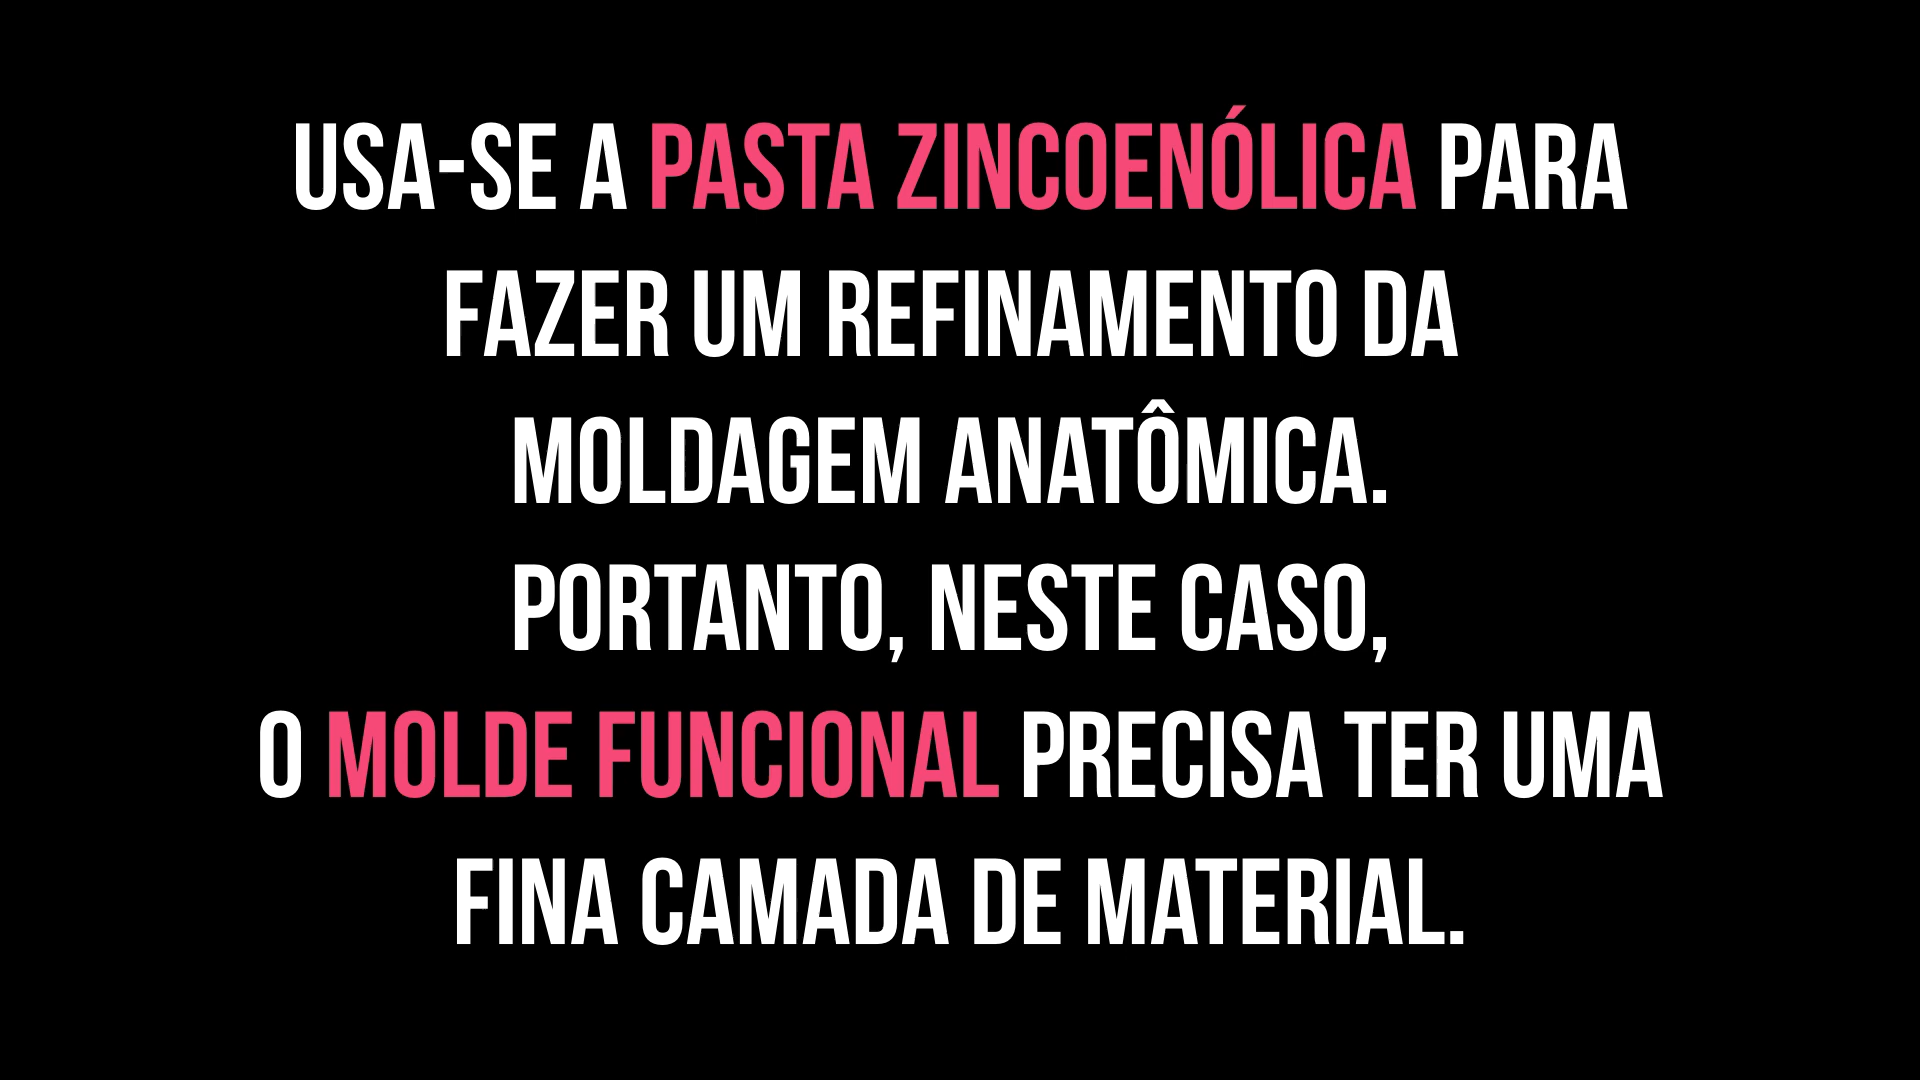 USA-SE A PASTA ZINCOENÓLICA PARA
FAZER UM REFINAMENTO DA
MOLDAGEM ANATÔMICA.
PORTANTO, NESTE CASO,
O MOLDE FUNCIONAL PRECISA TER UMA
FINA CAMADA DE MATERIAL.